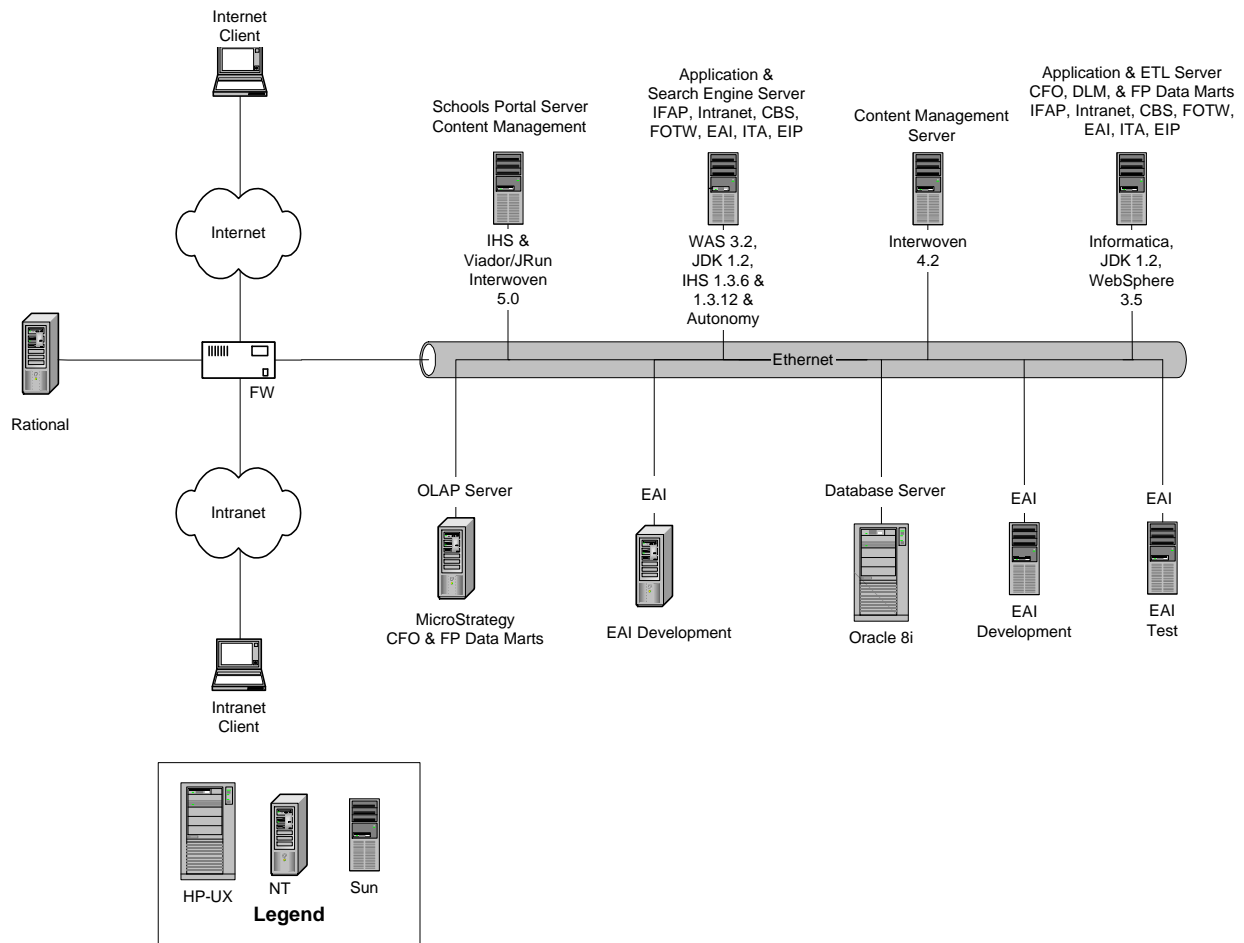 Internet
Client
Schools Portal Server
Content Management
Application &
Search Engine Server
IFAP, Intranet, CBS,
FOTW, EAI, ITA, EIP
Content Management
Server
Application & ETL Server
CFO, DLM, & FP Data Marts
IFAP, Intranet, CBS, FOTW,
EAI, ITA, EIP
Internet
IHS &
Viador/JRun
Interwoven
5.0
WAS 3.2,
JDK 1.2,
IHS 1.3.6 &
1.3.12 &
Autonomy
Interwoven
4.2
Informatica,
JDK 1.2,
WebSphere
3.5
Ethernet
FW
Rational
Intranet
OLAP Server
EAI
Database Server
EAI
EAI
MicroStrategy
CFO & FP Data Marts
EAI Development
Oracle 8i
EAI
Development
EAI
Test
Intranet
Client
HP-UX
NT
Sun
Legend